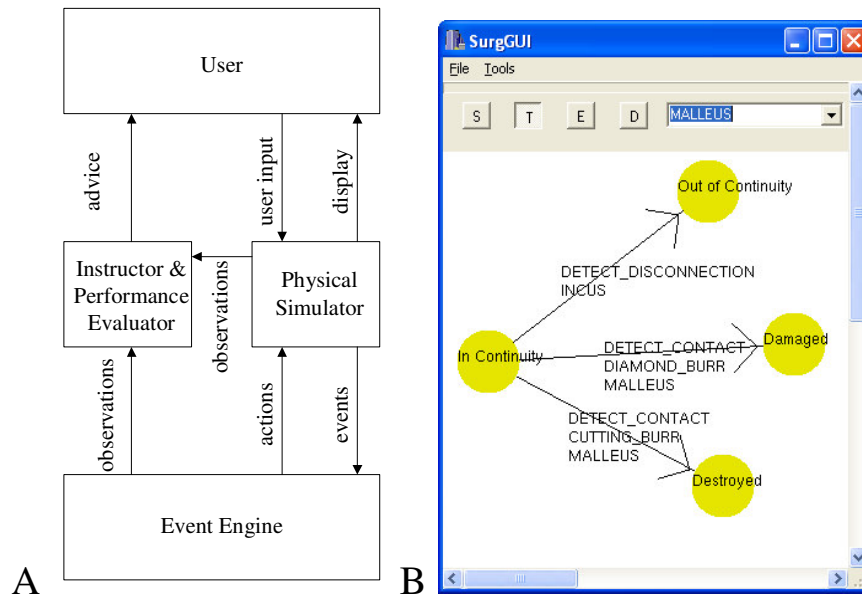 User
advice
user input
display
Instructor &
Performance
Evaluator
observations
Physical
Simulator
observations
actions
events
Event Engine
A
SurgGUI
File Tools
S T E D MALLEUS
Out of Continuity
DETECT_DISCONNECTION
INCUS
In Continuity
DETECT_CONTACT
DIAMOND_BURR
MALLEUS
Damaged
DETECT_CONTACT
CUTTING_BURR
MALLEUS
Destroyed
B